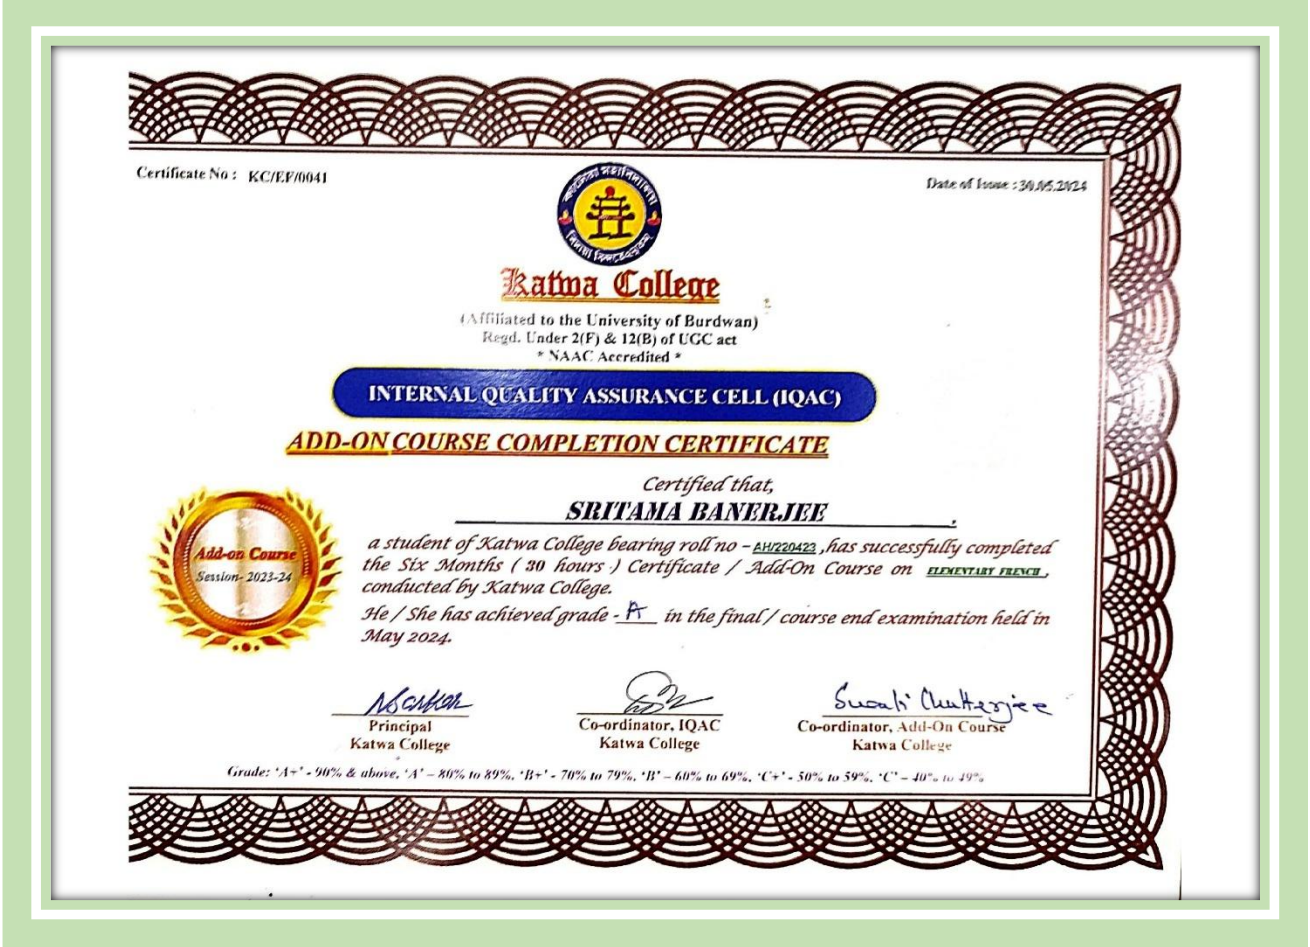 Certificate No : KC/EF/0041
Date of Issue : 30.05.2024
Katwa College
(Affiliated to the University of Burdwan)
Regd. Under 2(F) & 12(B) of UGC act
* NAAC Accredited *
INTERNAL QUALITY ASSURANCE CELL (IQAC)
ADD-ON COURSE COMPLETION CERTIFICATE
Certified that,
SRITAMA BANERJEE
a student of Katwa College bearing roll no – AH/220423 ,has successfully completed
the Six Months ( 30 hours ) Certificate / Add-On Course on ELEMENTARY FRENCH ,
conducted by Katwa College.
He / She has achieved grade - A in the final / course end examination held in
May 2024.
Add-on Course
Session- 2023-24
Principal
Katwa College
Co-ordinator, IQAC
Katwa College
Swati Chatterjee
Co-ordinator, Add-On Course
Katwa College
Grade: 'A+' - 90% & above, 'A' – 80% to 89%, 'B+' - 70% to 79%, 'B' – 60% to 69%, 'C+' - 50% to 59%, 'C' – 40% to 49%